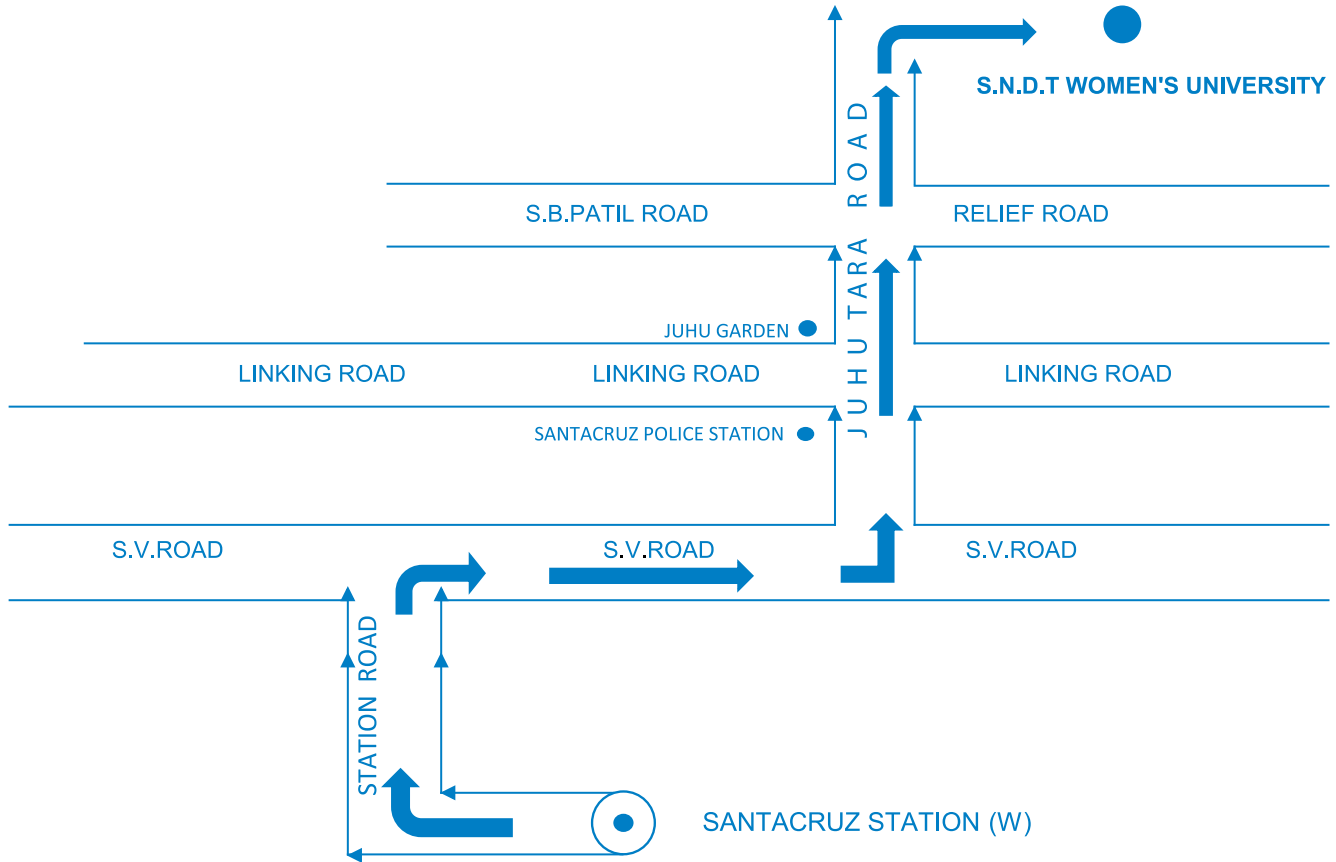 S.N.D.T WOMEN'S UNIVERSITY
JUHU TARA ROAD
S.B.PATIL ROAD
RELIEF ROAD
JUHU GARDEN
LINKING ROAD
LINKING ROAD
LINKING ROAD
SANTACRUZ POLICE STATION
S.V.ROAD
S.V.ROAD
S.V.ROAD
STATION ROAD
SANTACRUZ STATION (W)